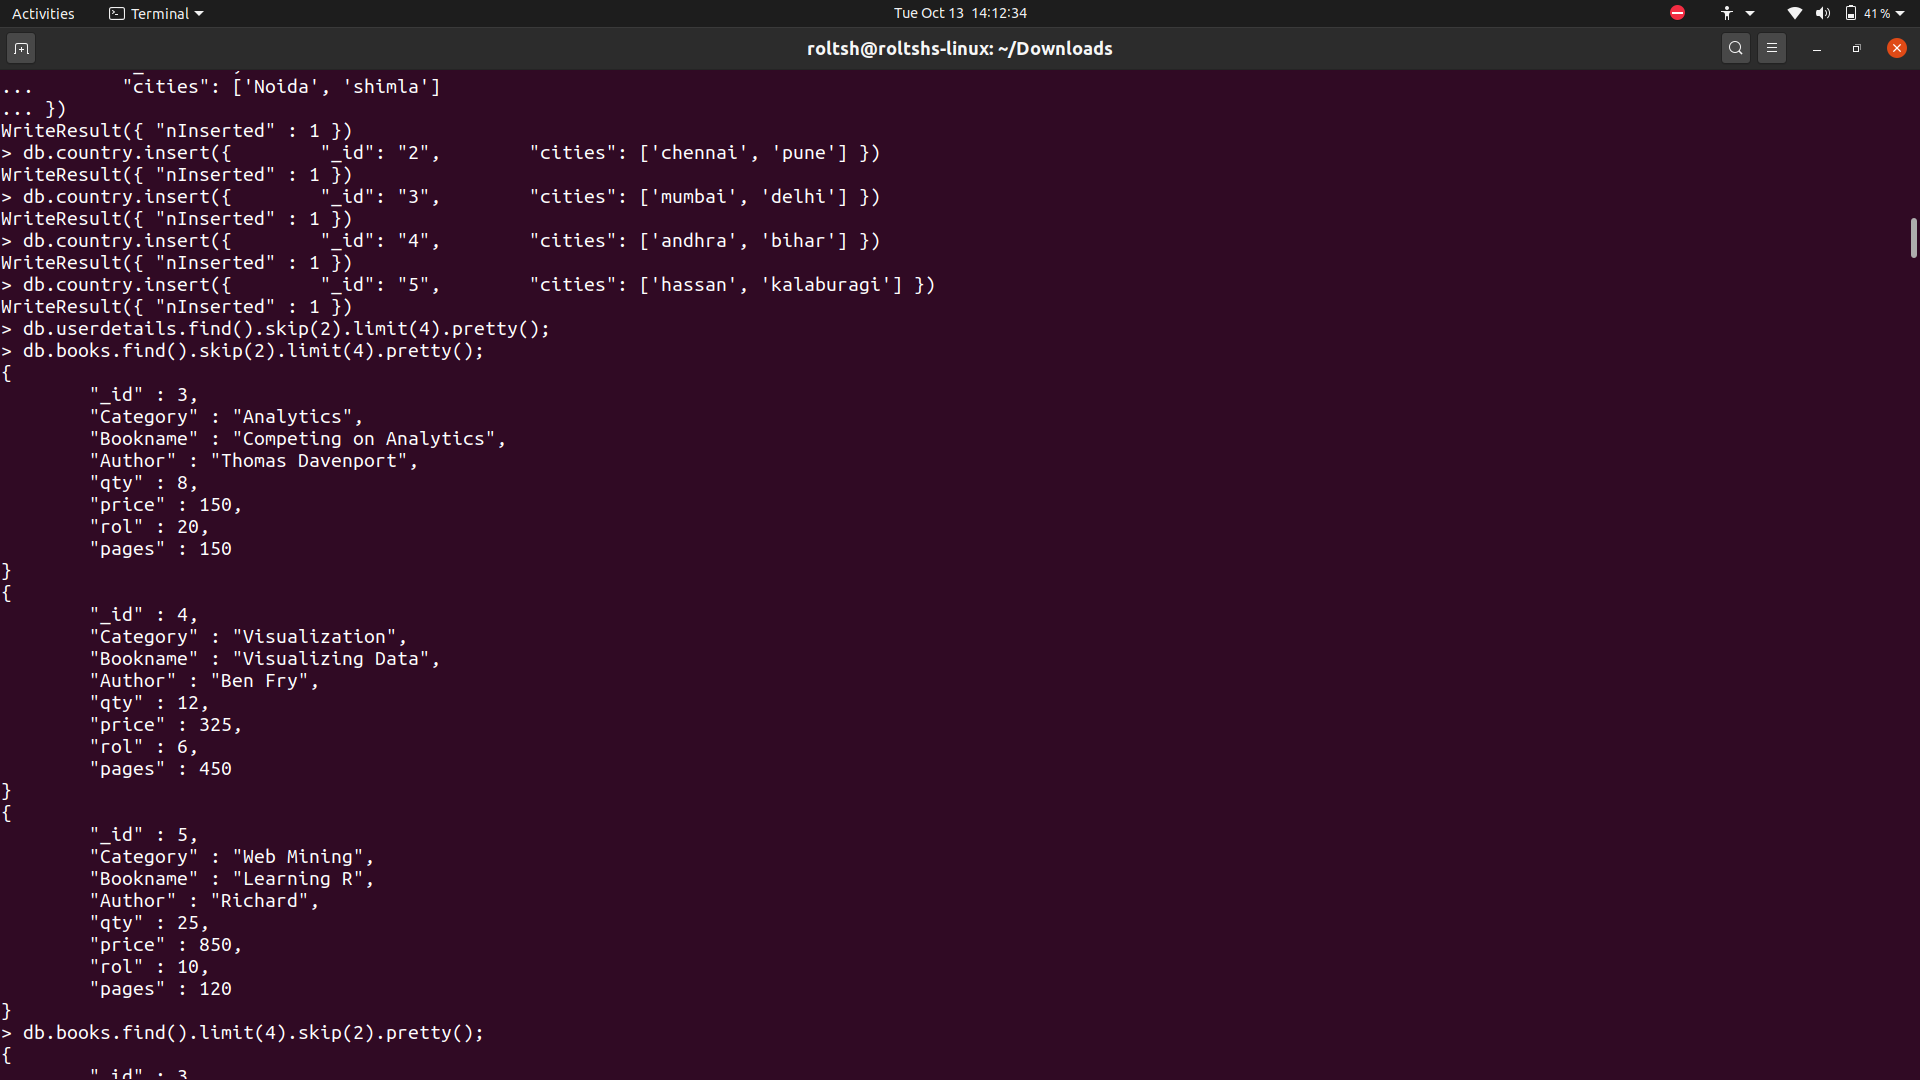 Activities Terminal Tue Oct 13 14:12:34 41%
roltsh@roltshs-linux: ~/Downloads
... "cities": ['Noida', 'shimla']
... })
WriteResult({ "nInserted" : 1 })
> db.country.insert({ "_id": "2", "cities": ['chennai', 'pune'] })
WriteResult({ "nInserted" : 1 })
> db.country.insert({ "_id": "3", "cities": ['mumbai', 'delhi'] })
WriteResult({ "nInserted" : 1 })
> db.country.insert({ "_id": "4", "cities": ['andhra', 'bihar'] })
WriteResult({ "nInserted" : 1 })
> db.country.insert({ "_id": "5", "cities": ['hassan', 'kalaburagi'] })
WriteResult({ "nInserted" : 1 })
> db.userdetails.find().skip(2).limit(4).pretty();
> db.books.find().skip(2).limit(4).pretty();
{
"_id" : 3,
"Category" : "Analytics",
"Bookname" : "Competing on Analytics",
"Author" : "Thomas Davenport",
"qty" : 8,
"price" : 150,
"rol" : 20,
"pages" : 150
}
{
"_id" : 4,
"Category" : "Visualization",
"Bookname" : "Visualizing Data",
"Author" : "Ben Fry",
"qty" : 12,
"price" : 325,
"rol" : 6,
"pages" : 450
}
{
"_id" : 5,
"Category" : "Web Mining",
"Bookname" : "Learning R",
"Author" : "Richard",
"qty" : 25,
"price" : 850,
"rol" : 10,
"pages" : 120
}
> db.books.find().limit(4).skip(2).pretty();
{
"_id" : 3